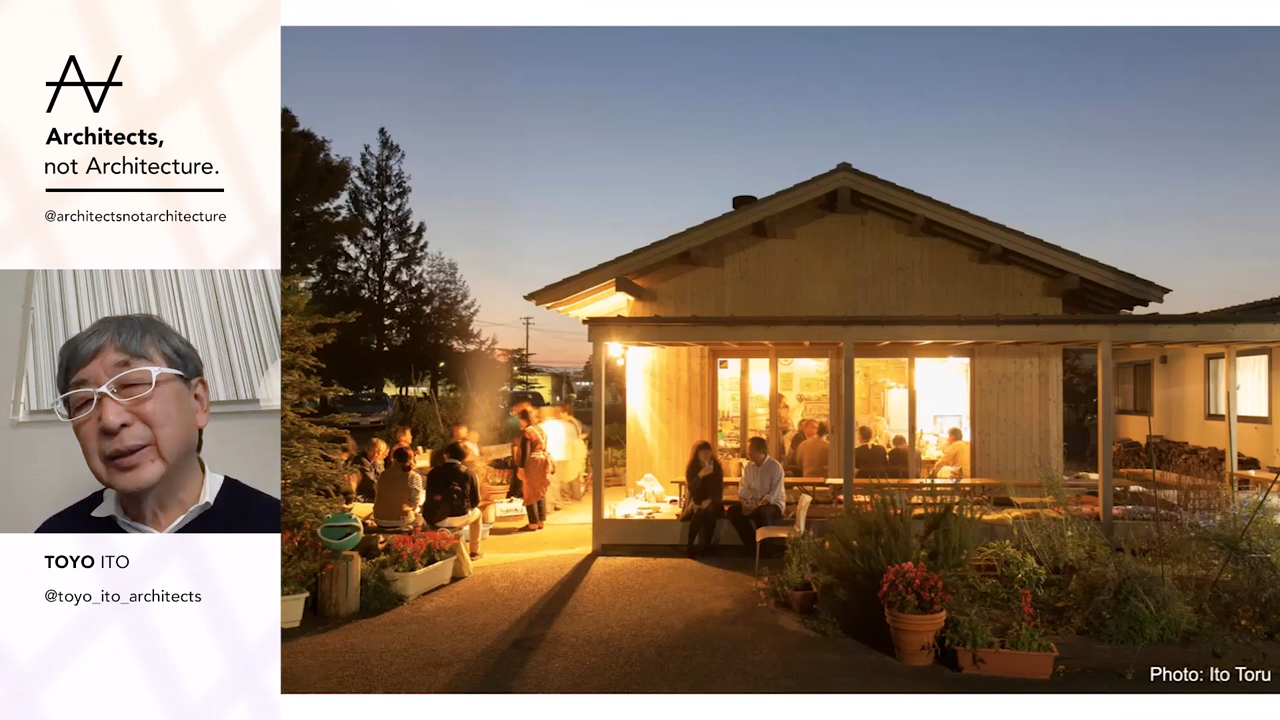 Architects,
not Architecture.
@architectsnotarchitecture
TOYO ITO
@toyo_ito_architects
Photo: Ito Toru